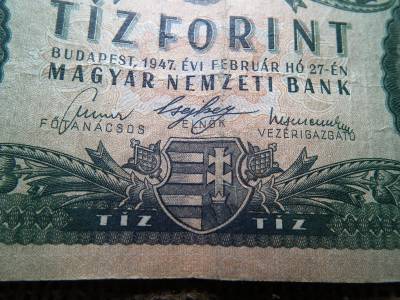 TÍZ FORINT
BUDAPEST, 1947. ÉVI FEBRUÁR HÓ 27-ÉN
MAGYAR NEMZETI BANK
FŐTANÁCSOS ELNÖK VEZÉRIGAZGATÓ
TÍZ TÍZ